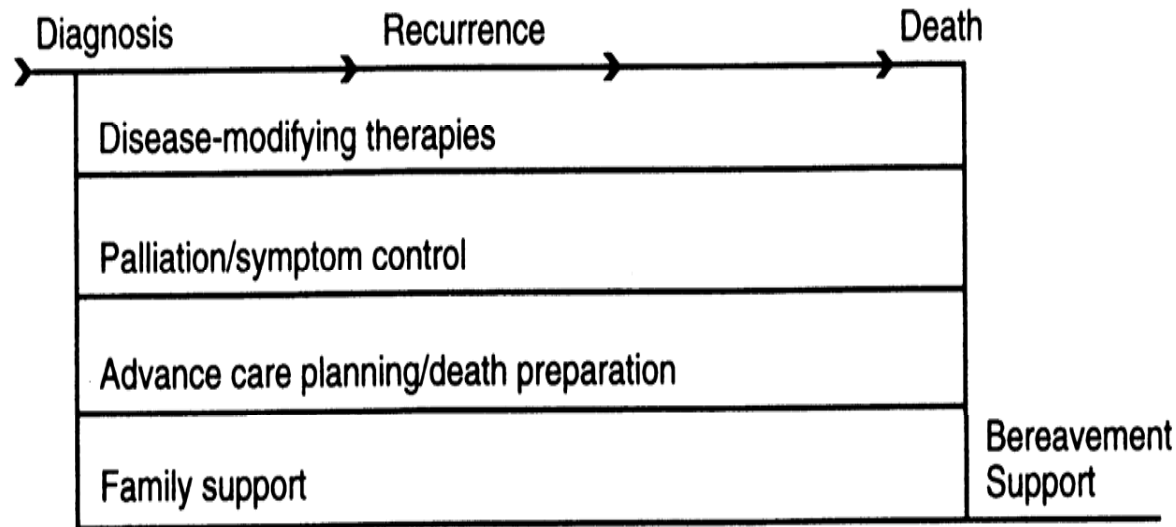 Diagnosis
Recurrence
Death
Disease-modifying therapies
Palliation/symptom control
Advance care planning/death preparation
Family support
Bereavement
Support